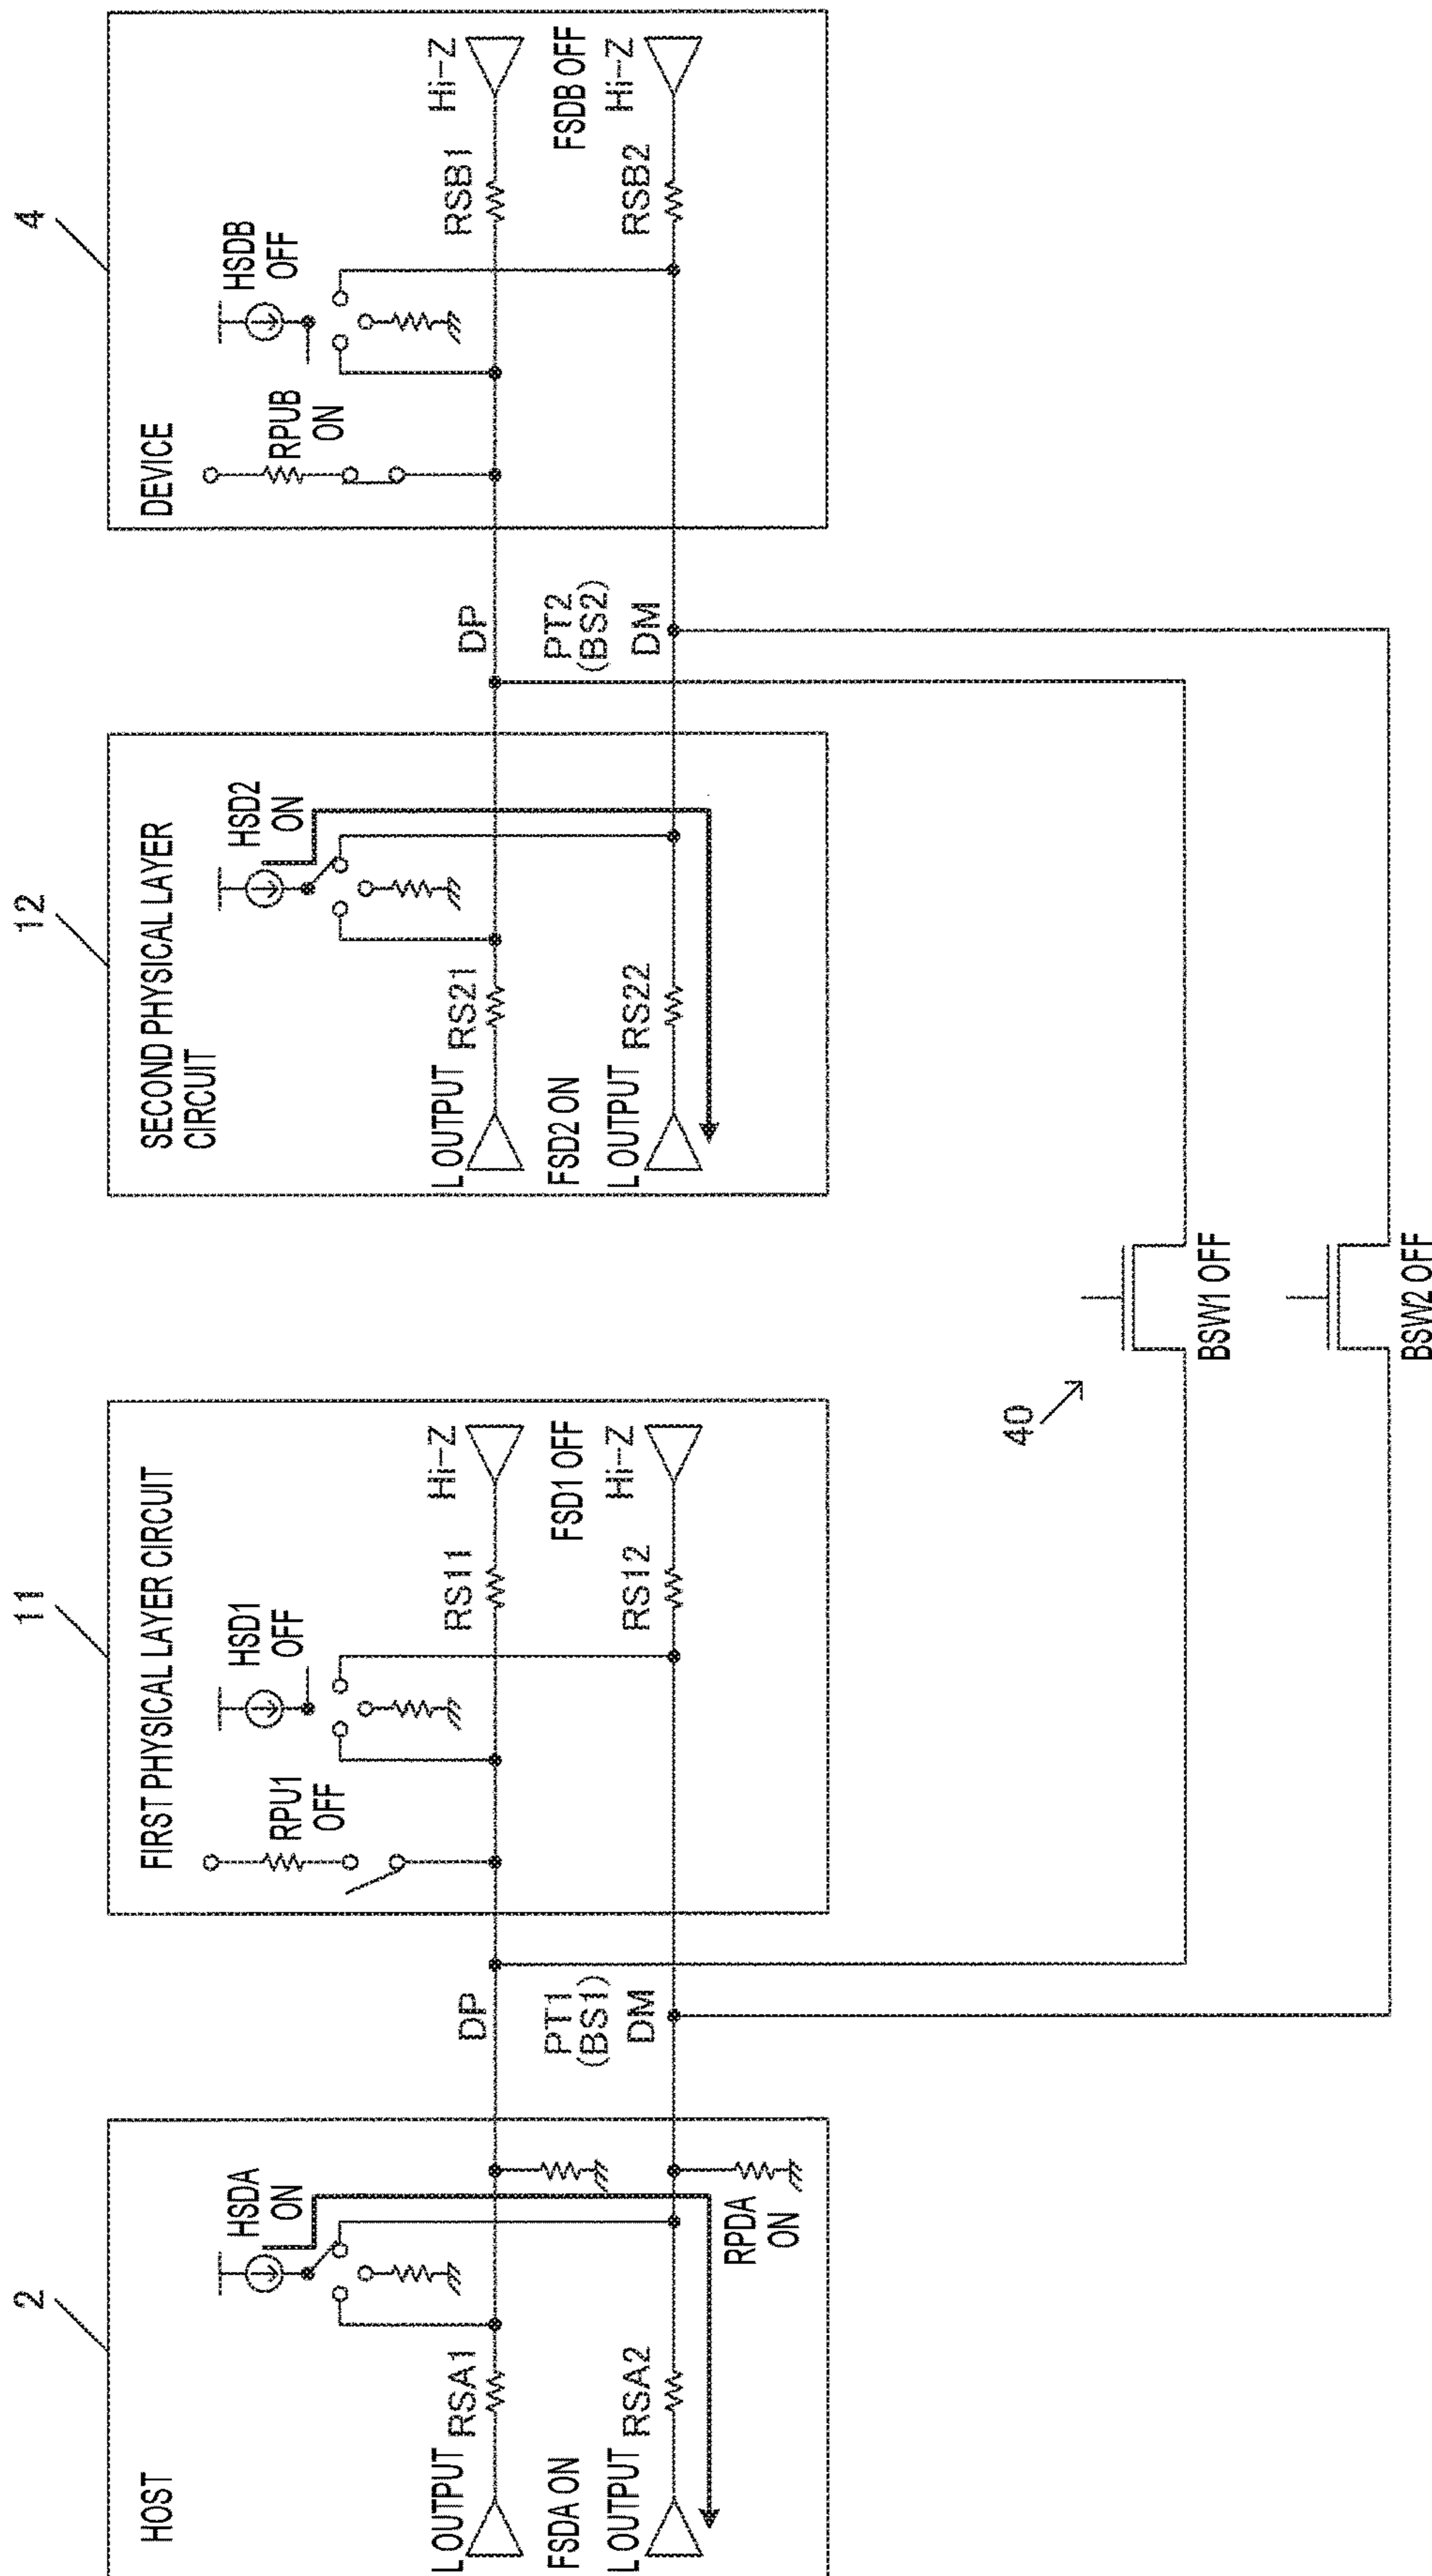 2
HOST
HSDA
ON
L OUTPUT
RSA1
FSDA ON
L OUTPUT
RSA2
RPDA
ON
DP
PT1
(BS1)
DM
11
FIRST PHYSICAL LAYER CIRCUIT
RPU1
OFF
HSD1
OFF
RS11
Hi-Z
FSD1 OFF
RS12
Hi-Z
40
BSW1 OFF
BSW2 OFF
12
SECOND PHYSICAL LAYER
CIRCUIT
HSD2
ON
L OUTPUT
RS21
FSD2 ON
L OUTPUT
RS22
DP
PT2
(BS2)
DM
4
DEVICE
RPUB
ON
HSDB
OFF
RSB1
Hi-Z
FSDB OFF
RSB2
Hi-Z